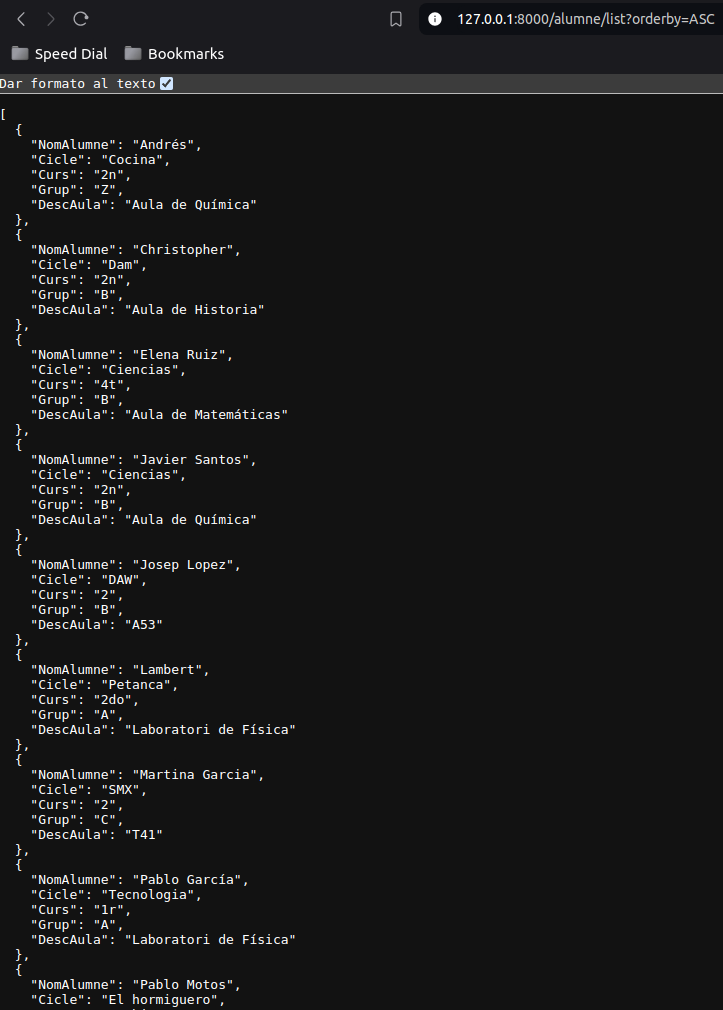 127.0.0.1:8000/alumne/list?orderby=ASC
Speed Dial
Bookmarks
Dar formato al texto
[
  {
    "NomAlumne": "Andrés",
    "Cicle": "Cocina",
    "Curs": "2n",
    "Grup": "Z",
    "DescAula": "Aula de Química"
  },
  {
    "NomAlumne": "Christopher",
    "Cicle": "Dam",
    "Curs": "2n",
    "Grup": "B",
    "DescAula": "Aula de Historia"
  },
  {
    "NomAlumne": "Elena Ruiz",
    "Cicle": "Ciencias",
    "Curs": "4t",
    "Grup": "B",
    "DescAula": "Aula de Matemáticas"
  },
  {
    "NomAlumne": "Javier Santos",
    "Cicle": "Ciencias",
    "Curs": "2n",
    "Grup": "B",
    "DescAula": "Aula de Química"
  },
  {
    "NomAlumne": "Josep Lopez",
    "Cicle": "DAW",
    "Curs": "2",
    "Grup": "B",
    "DescAula": "A53"
  },
  {
    "NomAlumne": "Lambert",
    "Cicle": "Petanca",
    "Curs": "2do",
    "Grup": "A",
    "DescAula": "Laboratori de Física"
  },
  {
    "NomAlumne": "Martina Garcia",
    "Cicle": "SMX",
    "Curs": "2",
    "Grup": "C",
    "DescAula": "T41"
  },
  {
    "NomAlumne": "Pablo García",
    "Cicle": "Tecnologia",
    "Curs": "1r",
    "Grup": "A",
    "DescAula": "Laboratori de Física"
  },
  {
    "NomAlumne": "Pablo Motos",
    "Cicle": "El hormiguero",